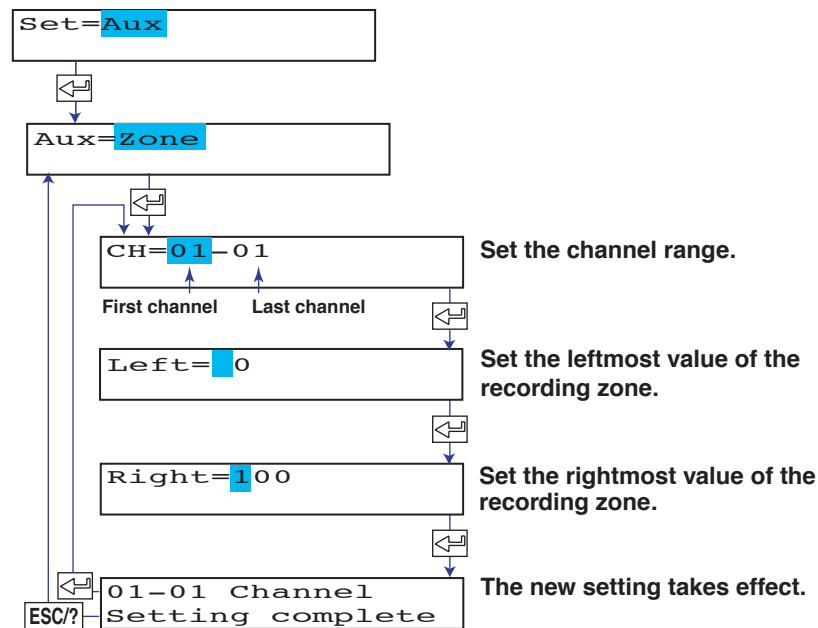 Set=Aux
Aux=Zone
CH=01-01
Set the channel range.
First channel
Last channel
Left= 0
Set the leftmost value of the
recording zone.
Right=100
Set the rightmost value of the
recording zone.
01-01 Channel
Setting complete
The new setting takes effect.
ESC/?